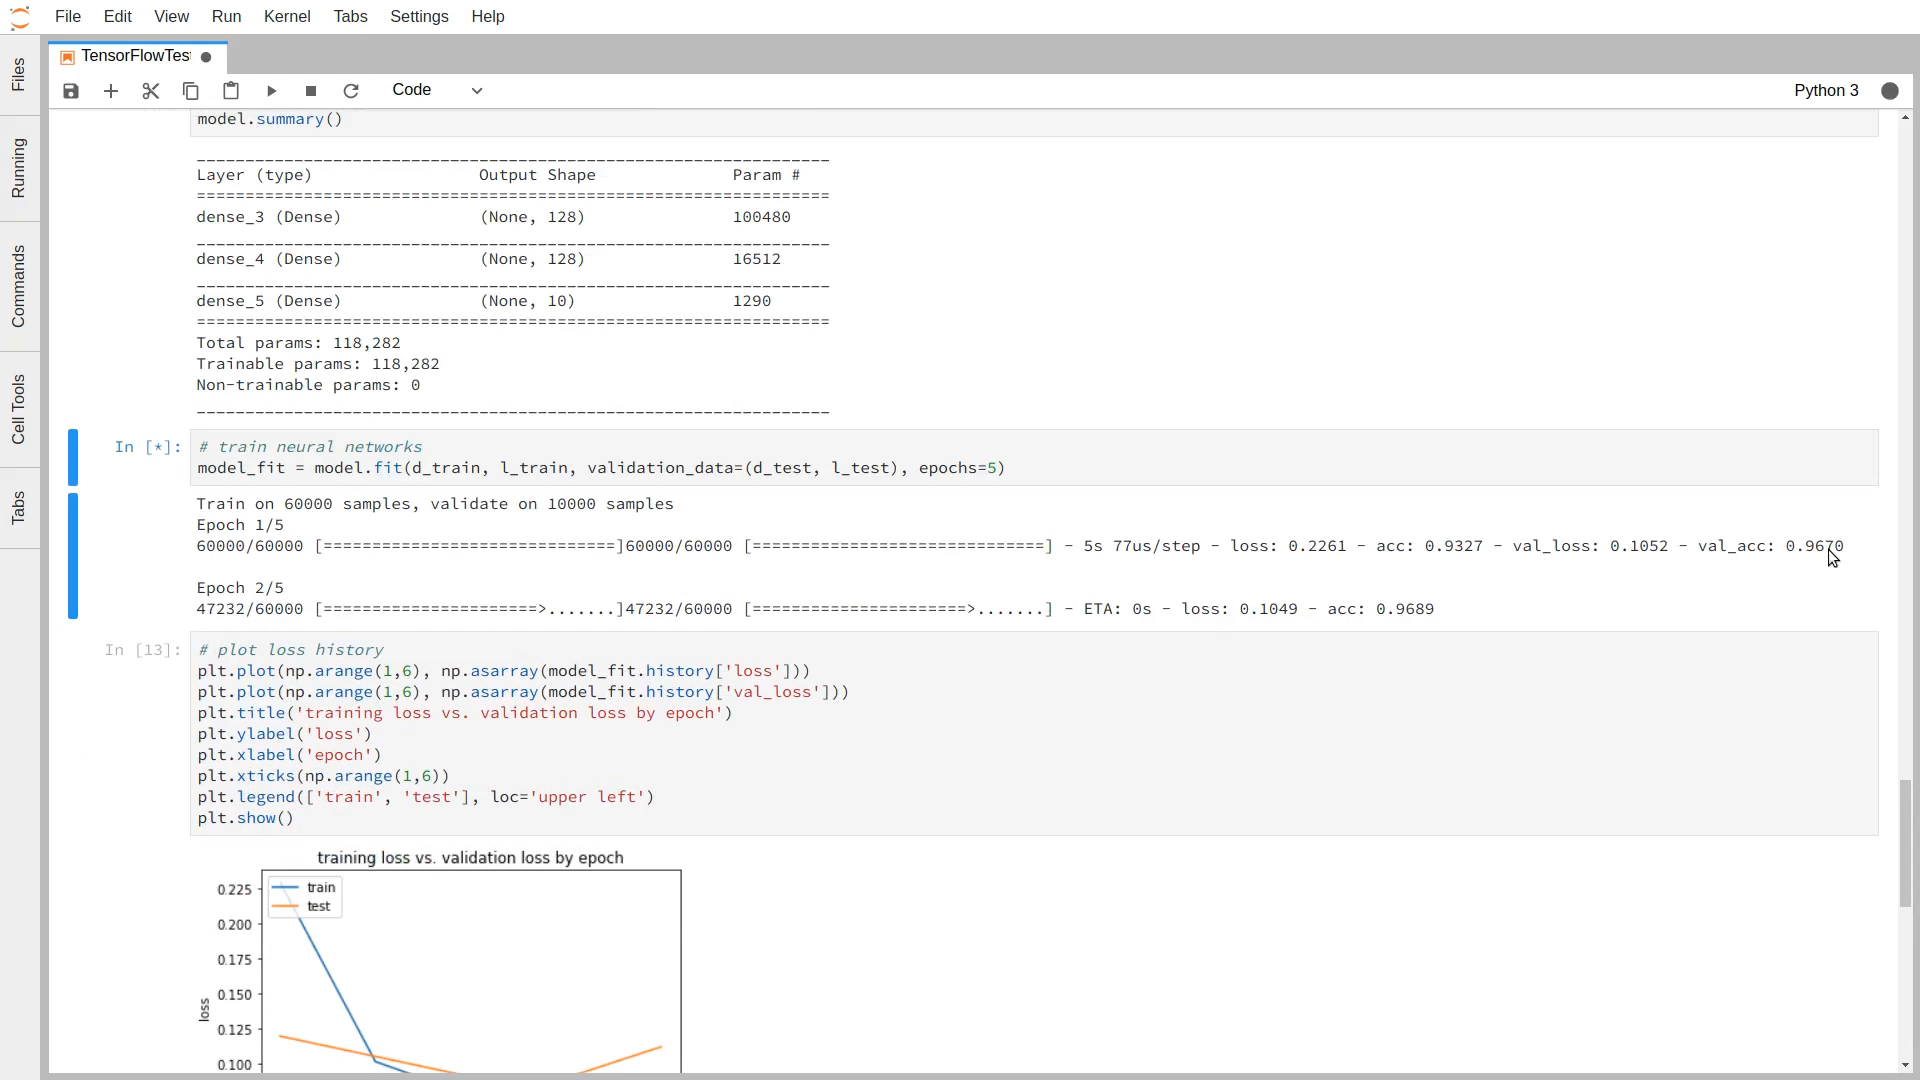 File Edit View Run Kernel Tabs Settings Help
TensorFlowTes
Code
Python 3
Files
Running
Commands
Cell Tools
Tabs
model.summary()
_________________________________________________________________
Layer (type)                 Output Shape              Param #
=================================================================
dense_3 (Dense)              (None, 128)               100480
_________________________________________________________________
dense_4 (Dense)              (None, 128)               16512
_________________________________________________________________
dense_5 (Dense)              (None, 10)                1290
=================================================================
Total params: 118,282
Trainable params: 118,282
Non-trainable params: 0
_________________________________________________________________
In [*]:
# train neural networks
model_fit = model.fit(d_train, l_train, validation_data=(d_test, l_test), epochs=5)
Train on 60000 samples, validate on 10000 samples
Epoch 1/5
60000/60000 [==============================]60000/60000 [==============================] - 5s 77us/step - loss: 0.2261 - acc: 0.9327 - val_loss: 0.1052 - val_acc: 0.9670
Epoch 2/5
47232/60000 [======================>.......]47232/60000 [======================>.......] - ETA: 0s - loss: 0.1049 - acc: 0.9689
In [13]:
# plot loss history
plt.plot(np.arange(1,6), np.asarray(model_fit.history['loss']))
plt.plot(np.arange(1,6), np.asarray(model_fit.history['val_loss']))
plt.title('training loss vs. validation loss by epoch')
plt.ylabel('loss')
plt.xlabel('epoch')
plt.xticks(np.arange(1,6))
plt.legend(['train', 'test'], loc='upper left')
plt.show()
training loss vs. validation loss by epoch
train
test
0.225
0.200
0.175
0.150
0.125
0.100
loss